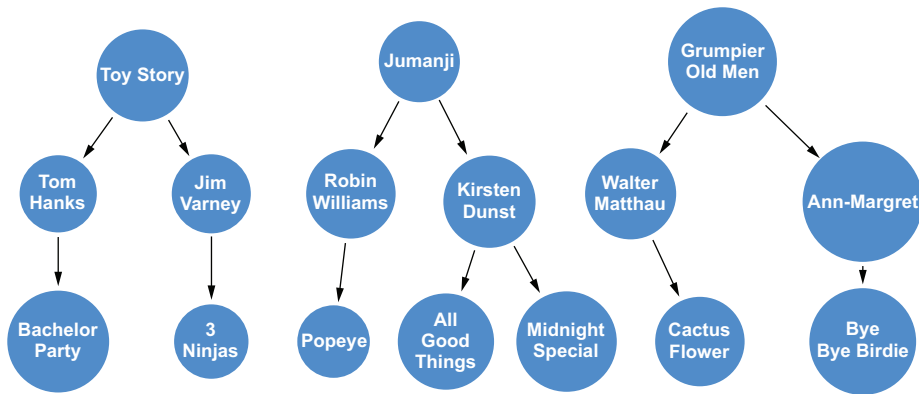 Toy Story
Jumanji
Grumpier
Old Men
Tom
Hanks
Jim
Varney
Robin
Williams
Kirsten
Dunst
Walter
Matthau
Ann-Margret
Bachelor
Party
3
Ninjas
Popeye
All
Good
Things
Midnight
Special
Cactus
Flower
Bye
Bye Birdie